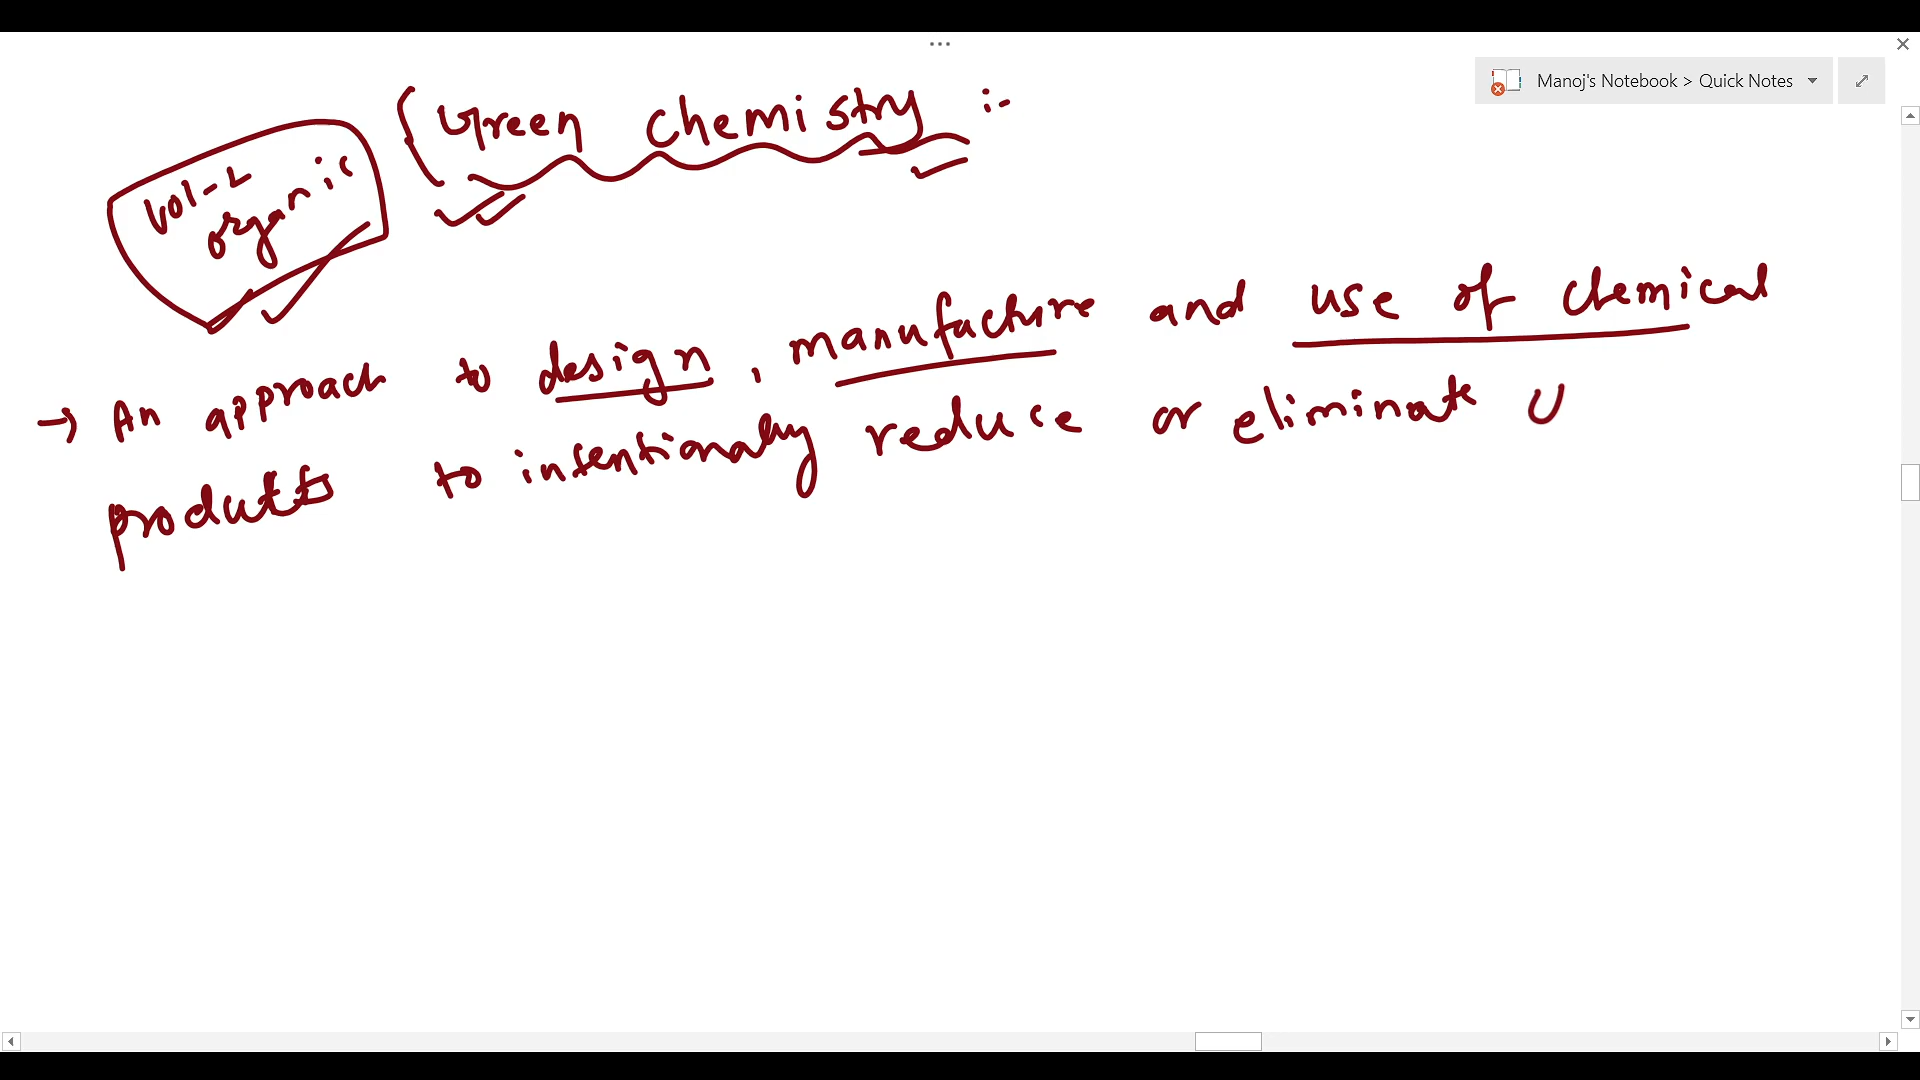 Manoj's Notebook > Quick Notes
Green Chemistry :-
Vol-2
organic
→ An approach to design, manufacture and use of chemical
products to intentionally reduce or eliminate U